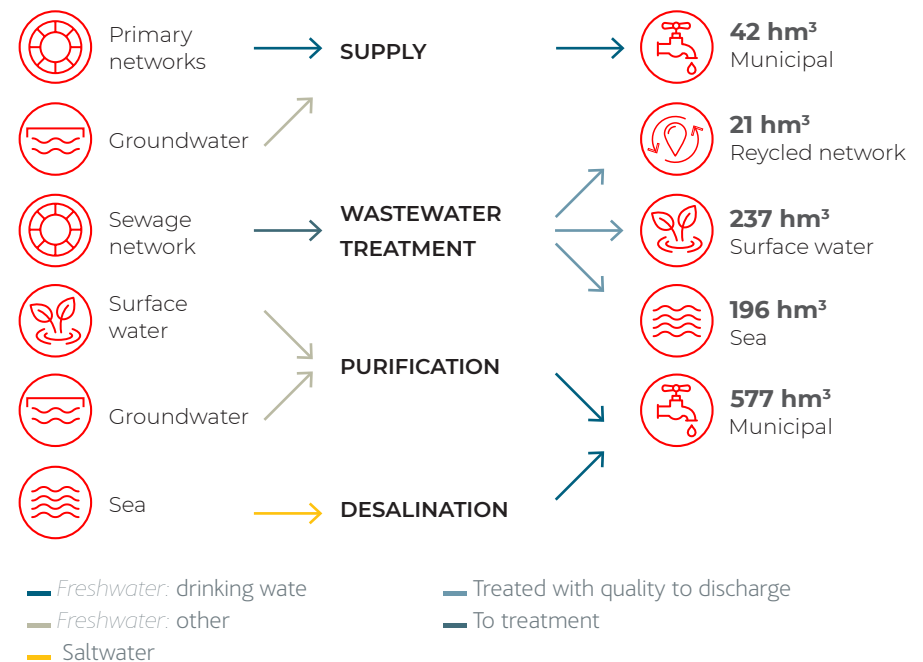 Primary
networks
SUPPLY
42 hm³
Municipal
Groundwater
21 hm³
Reycled network
Sewage
network
WASTEWATER
TREATMENT
237 hm³
Surface water
Surface
water
196 hm³
Sea
PURIFICATION
Groundwater
577 hm³
Municipal
Sea
DESALINATION
Freshwater: drinking wate
Freshwater: other
Saltwater
Treated with quality to discharge
To treatment